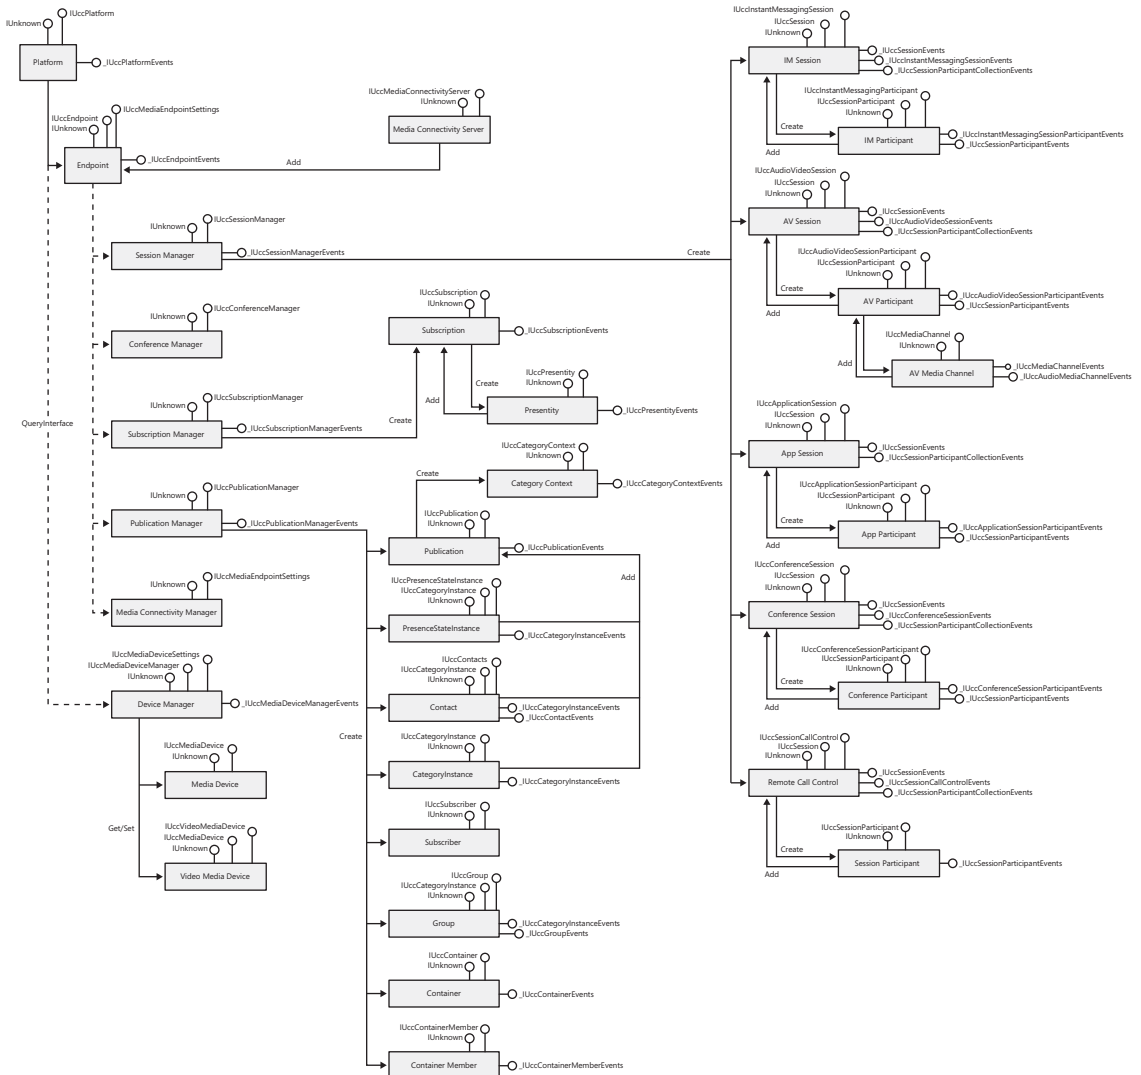 IUccPlatform
IUnknown
Platform
_IUccPlatformEvents
IUccMediaEndpointSettings
IUccEndpoint
IUnknown
Endpoint
_IUccEndpointEvents
IUccMediaConnectivityServer
IUnknown
Media Connectivity Server
Add
IUccSessionManager
IUnknown
Session Manager
_IUccSessionManagerEvents
Create
IUccConferenceManager
IUnknown
Conference Manager
IUccSubscriptionManager
IUnknown
Subscription Manager
_IUccSubscriptionManagerEvents
Create
QueryInterface
IUccPublicationManager
IUnknown
Publication Manager
_IUccPublicationManagerEvents
IUccMediaEndpointSettings
IUnknown
Media Connectivity Manager
IUccMediaDeviceSettings
IUccMediaDeviceManager
IUnknown
Device Manager
_IUccMediaDeviceManagerEvents
IUccMediaDevice
IUnknown
Media Device
Get/Set
IUccVideoMediaDevice
IUccMediaDevice
IUnknown
Video Media Device
IUccSubscription
IUnknown
Subscription
_IUccSubscriptionEvents
Create
Add
IUccPresentity
IUnknown
Presentity
_IUccPresentityEvents
IUccCategoryContext
IUnknown
Create
Category Context
_IUccCategoryContextEvents
IUccPublication
IUnknown
Publication
_IUccPublicationEvents
Add
IUccPresenceStateInstance
IUccCategoryInstance
IUnknown
PresenceStateInstance
_IUccCategoryInstanceEvents
IUccContacts
IUccCategoryInstance
IUnknown
Contact
_IUccCategoryInstanceEvents
_IUccContactEvents
Create
IUccCategoryInstance
IUnknown
CategoryInstance
_IUccCategoryInstanceEvents
IUccSubscriber
IUnknown
Subscriber
IUccGroup
IUccCategoryInstance
IUnknown
Group
_IUccCategoryInstanceEvents
_IUccGroupEvents
IUccContainer
IUnknown
Container
_IUccContainerEvents
IUccContainerMember
IUnknown
Container Member
_IUccContainerMemberEvents
IUccInstantMessagingSession
IUccSession
IUnknown
IM Session
_IUccSessionEvents
_IUccInstantMessagingSessionEvents
_IUccSessionParticipantCollectionEvents
IUccInstantMessagingParticipant
IUccSessionParticipant
IUnknown
Create
IM Participant
Add
_IUccInstantMessagingSessionParticipantEvents
_IUccSessionParticipantEvents
IUccAudioVideoSession
IUccSession
IUnknown
AV Session
_IUccSessionEvents
_IUccAudioVideoSessionEvents
_IUccSessionParticipantCollectionEvents
IUccAudioVideoSessionParticipant
IUccSessionParticipant
IUnknown
Create
AV Participant
Add
_IUccAudioVideoSessionParticipantEvents
_IUccSessionParticipantEvents
IUccMediaChannel
IUnknown
Add
AV Media Channel
_IUccMediaChannelEvents
_IUccAudioMediaChannelEvents
IUccApplicationSession
IUccSession
IUnknown
App Session
_IUccSessionEvents
_IUccSessionParticipantCollectionEvents
IUccApplicationSessionParticipant
IUccSessionParticipant
IUnknown
Create
App Participant
Add
_IUccApplicationSessionParticipantEvents
_IUccSessionParticipantEvents
IUccConferenceSession
IUccSession
IUnknown
Conference Session
_IUccSessionEvents
_IUccConferenceSessionEvents
_IUccSessionParticipantCollectionEvents
IUccConferenceSessionParticipant
IUccSessionParticipant
IUnknown
Create
Conference Participant
Add
_IUccConferenceSessionParticipantEvents
_IUccSessionParticipantEvents
IUccSessionCallControl
IUccSession
IUnknown
Remote Call Control
_IUccSessionEvents
_IUccSessionCallControlEvents
_IUccSessionParticipantCollectionEvents
IUccSessionParticipant
IUnknown
Create
Session Participant
Add
_IUccSessionParticipantEvents